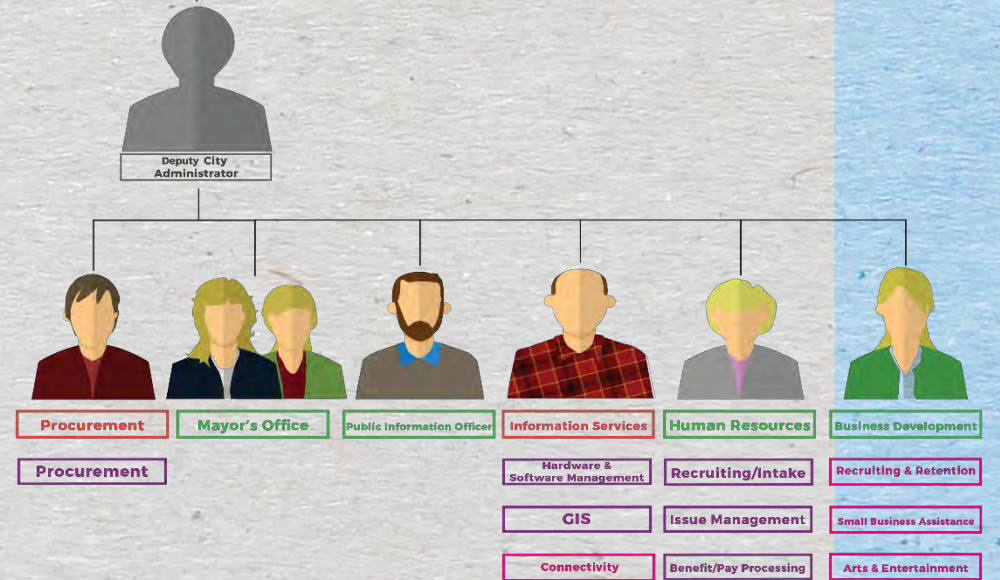 Deputy City
Administrator
Procurement
Mayor's Office
Public Information Officer
Information Services
Human Resources
Business Development
Procurement
Hardware &
Software Management
Recruiting/Intake
Recruiting & Retention
GIS
Issue Management
Small Business Assistance
Connectivity
Benefit/Pay Processing
Arts & Entertainment